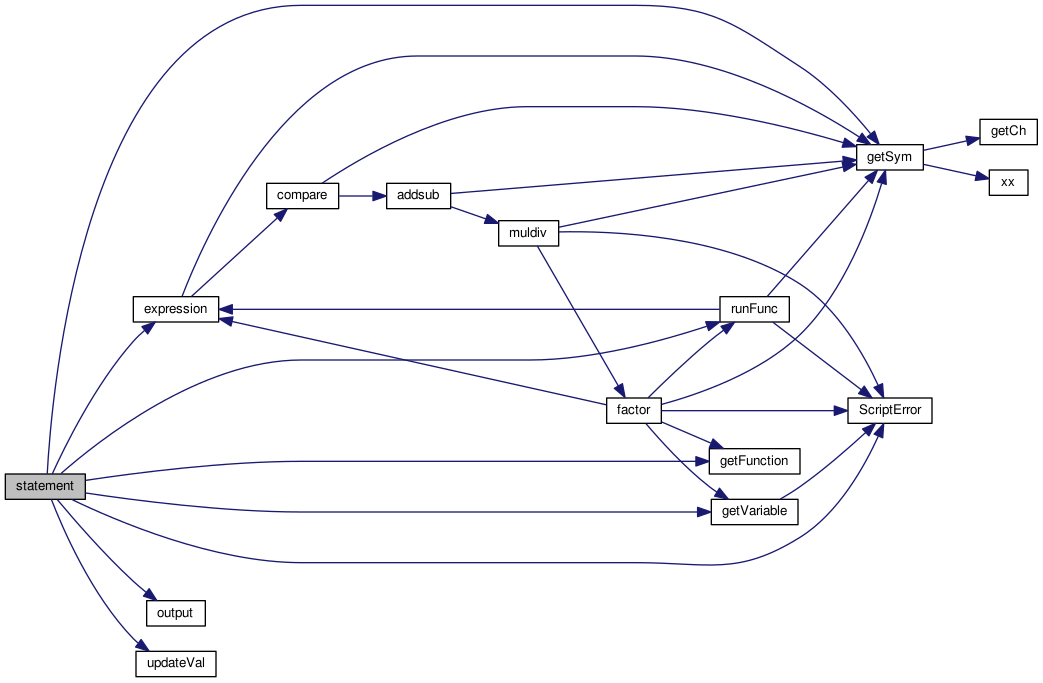 getCh
getSym
xx
compare
addsub
muldiv
expression
runFunc
factor
ScriptError
getFunction
statement
getVariable
output
updateVal